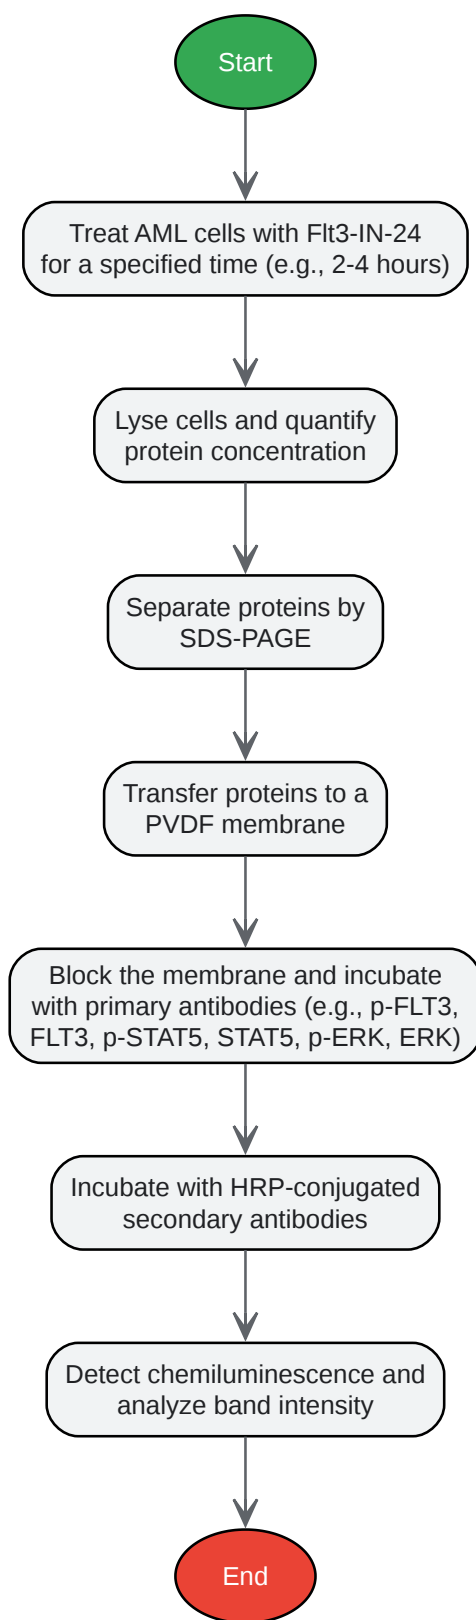 Start
Treat AML cells with Flt3-IN-24
for a specified time (e.g., 2-4 hours)
Lyse cells and quantify
protein concentration
Separate proteins by
SDS-PAGE
Transfer proteins to a
PVDF membrane
Block the membrane and incubate
with primary antibodies (e.g., p-FLT3,
FLT3, p-STAT5, STAT5, p-ERK, ERK)
Incubate with HRP-conjugated
secondary antibodies
Detect chemiluminescence and
analyze band intensity
End